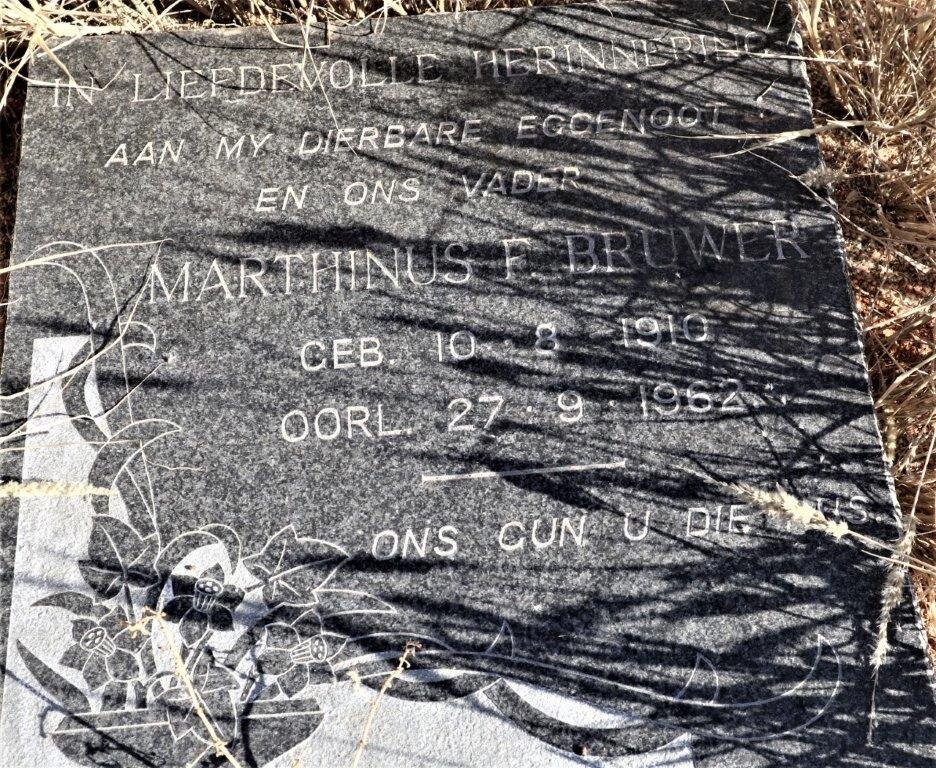 IN LIEFDEVOLLE HERINNERING
AAN MY DIERBARE EGGENOOT
EN ONS VADER
MARTHINUS F. BRUWER
GEB. 10 · 8 · 1910
OORL. 27 · 9 · 1962
ONS GUN U DIE RUS